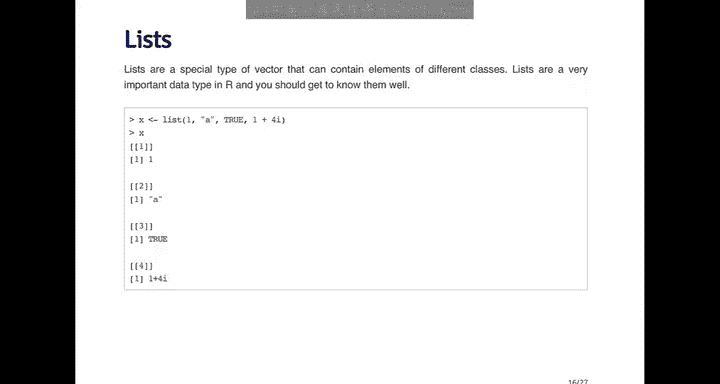 Lists
Lists are a special type of vector that can contain elements of different classes. Lists are a very
important data type in R and you should get to know them well.
> x <- list(1, "a", TRUE, 1 + 4i)
> x
[[1]]
[1] 1
[[2]]
[1] "a"
[[3]]
[1] TRUE
[[4]]
[1] 1+4i
16/27